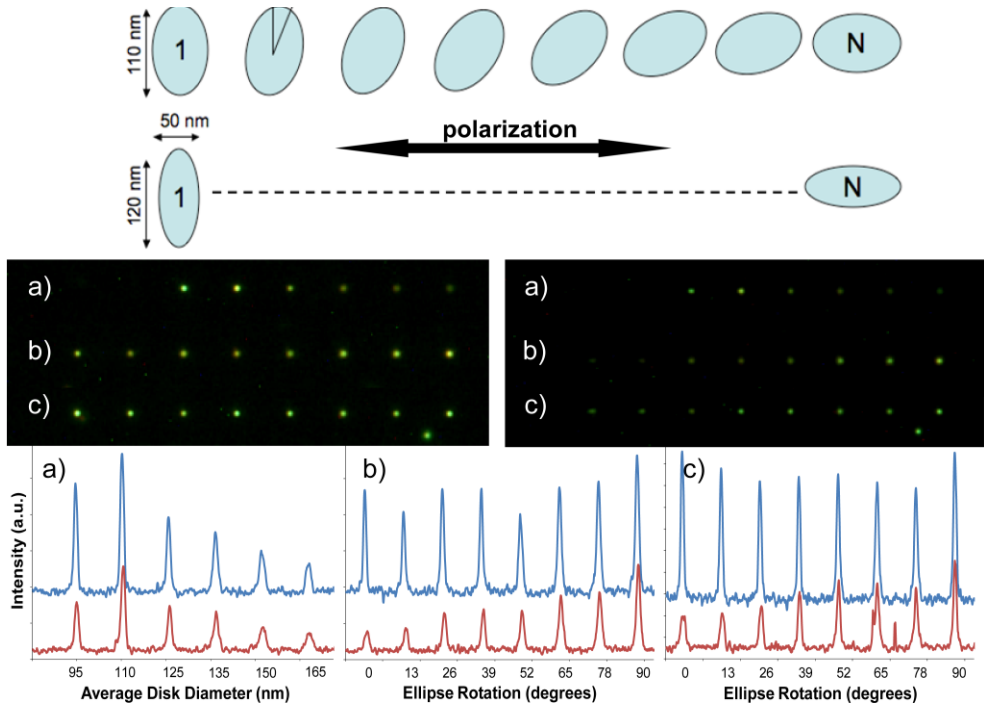 110 nm
1
N
50 nm
polarization
120 nm
1
N
a)
b)
c)
a)
b)
c)
a)
b)
c)
Intensity (a.u.)
95 110 125 135 150 165
Average Disk Diameter (nm)
0 13 26 39 52 65 78 90
Ellipse Rotation (degrees)
0 13 26 39 52 65 78 90
Ellipse Rotation (degrees)